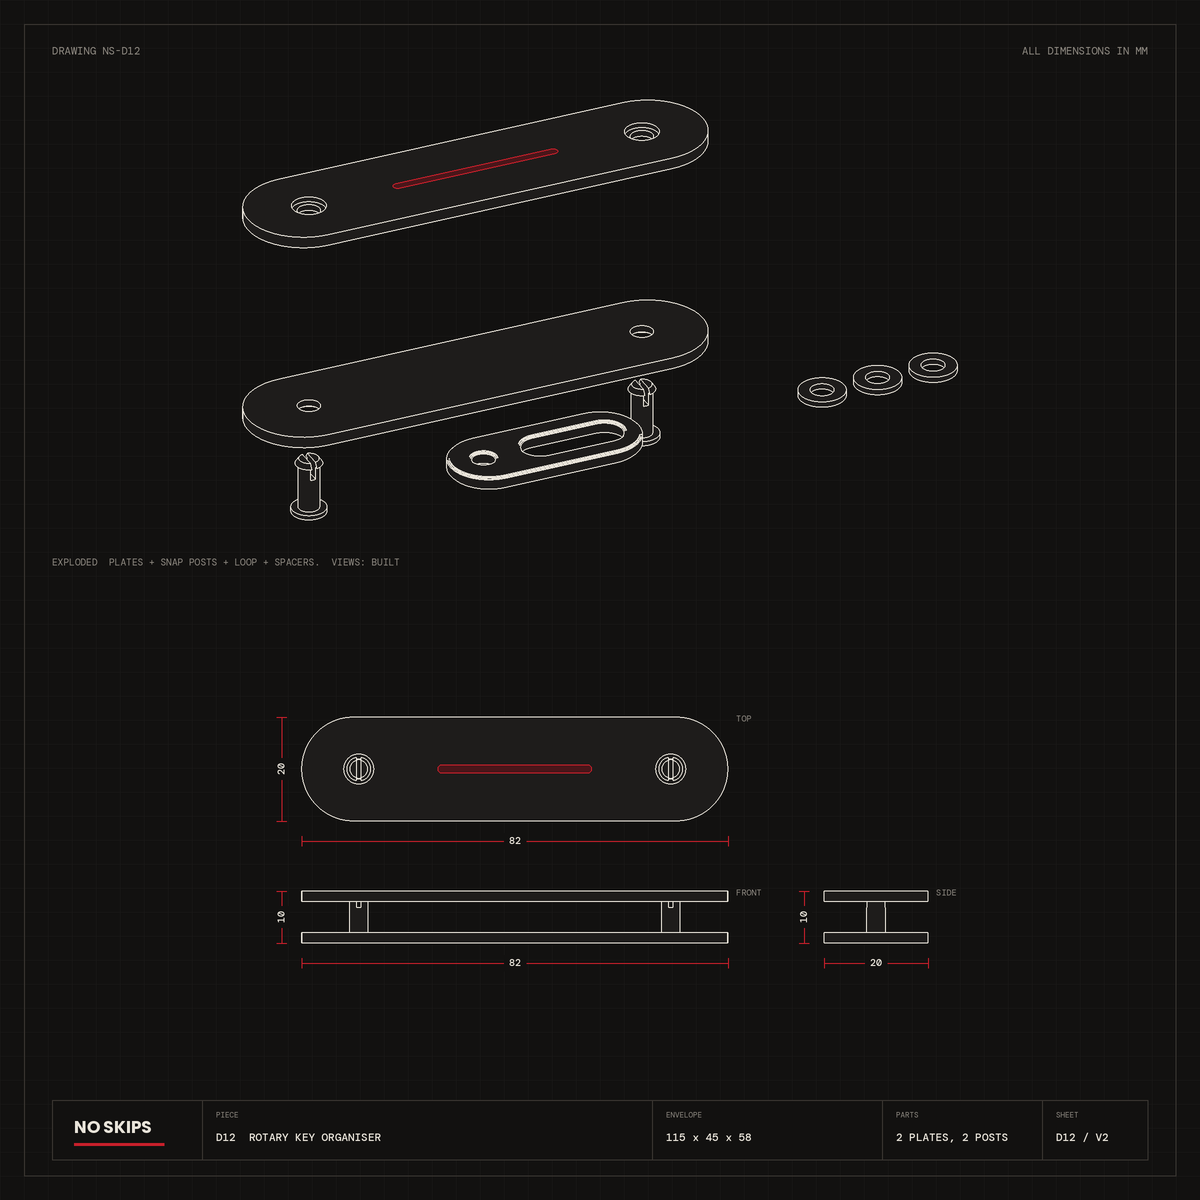 DRAWING NS-D12
ALL DIMENSIONS IN MM
EXPLODED  PLATES + SNAP POSTS + LOOP + SPACERS.  VIEWS: BUILT
TOP
20
82
FRONT
SIDE
10
10
82
20
NO SKIPS
PIECE
D12  ROTARY KEY ORGANISER
ENVELOPE
115 x 45 x 58
PARTS
2 PLATES, 2 POSTS
SHEET
D12 / V2